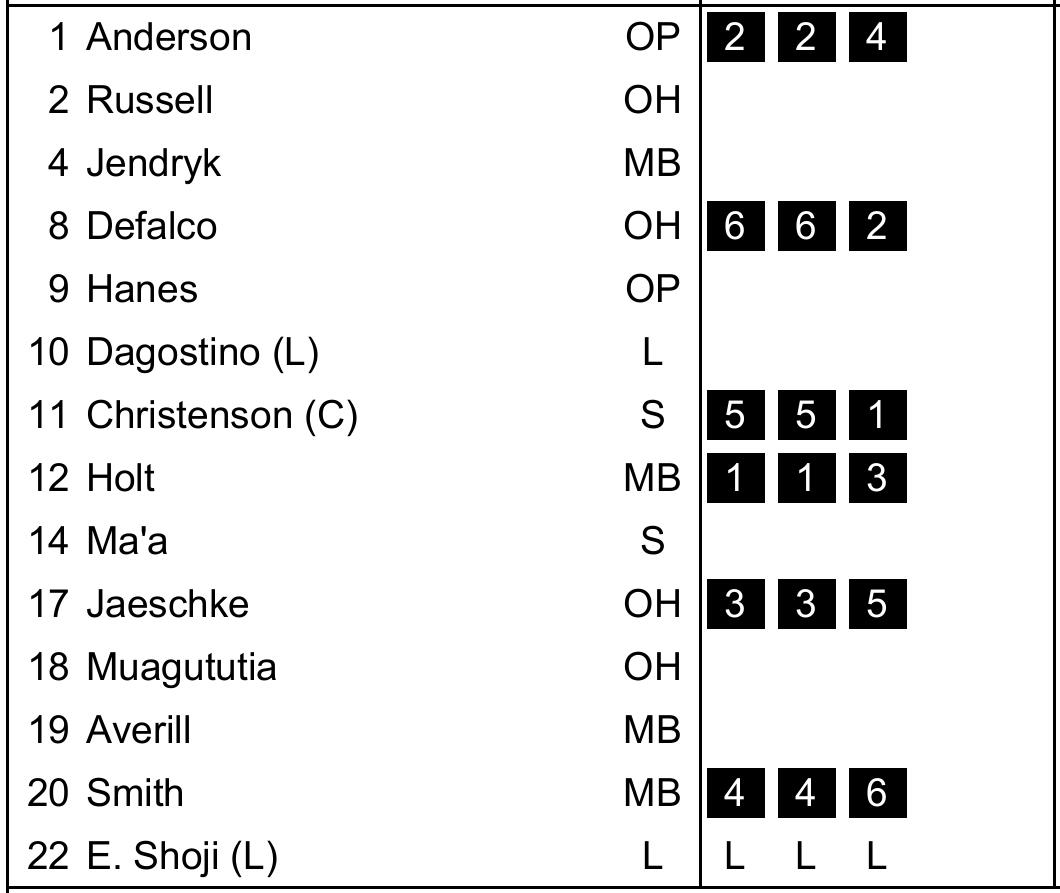 1 Anderson OP 2 2 4
2 Russell OH
4 Jendryk MB
8 Defalco OH 6 6 2
9 Hanes OP
10 Dagostino (L) L
11 Christenson (C) S 5 5 1
12 Holt MB 1 1 3
14 Ma'a S
17 Jaeschke OH 3 3 5
18 Muagututia OH
19 Averill MB
20 Smith MB 4 4 6
22 E. Shoji (L) L L L L